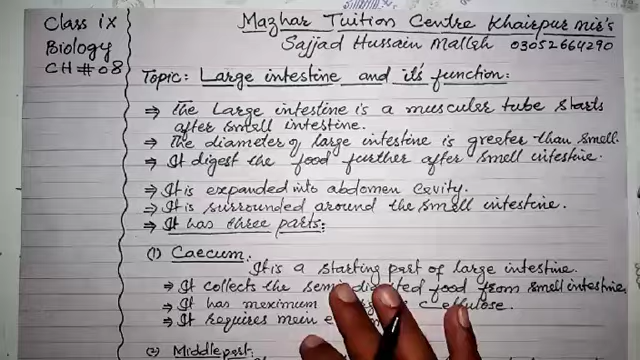 Class ix
Biology
CH # 08
Mazhar Tuition Centre Khairpur mir's
Sajjad Hussain Mallah 03052664290
Topic: Large intestine and it's function:
⇒ The Large intestine is a muscular tube starts
after small intestine.
⇒ The diameter of large intestine is greater than small.
⇒ It digest the food further after small intestine.
⇒ It is expanded into abdomen cavity.
⇒ It is surrounded around the small intestine.
⇒ It has three parts:
(1) Caecum.
It is a starting part of large intestine.
⇒ It collects the semi digested food from small intestine.
⇒ It has maximum cellulose.
⇒ It requires
(2) Middle part: